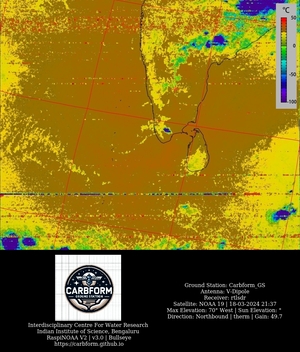 °C
50
0
-50
-100
CARBFORM
GROUND STATION
Interdisciplinary Centre For Water Research
Indian Institute of Science, Bengaluru
RaspiNOAA V2 | v3.0 | Bullseye
https://carbform.github.io
Ground Station: Carbform_GS
Antenna: V-Dipole
Receiver: rtlsdr
Satellite: NOAA 19 | 18-03-2024 21:37
Max Elevation: 70° West | Sun Elevation: °
Direction: Northbound | therm | Gain: 49.7